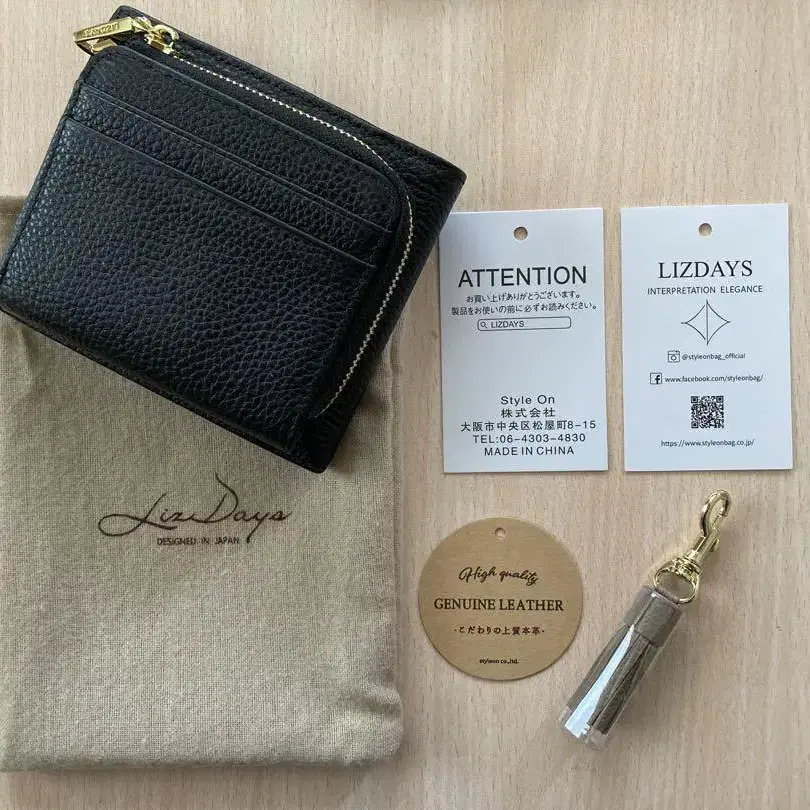 LIZDAYS
ATTENTION
お買い上げありがとうございます。
製品をお使いの前に必ずお読みください。
LIZDAYS
Style On
株式会社
大阪市中央区松屋町8-15
TEL:06-4303-4830
MADE IN CHINA
LIZDAYS
INTERPRETATION ELEGANCE
@styleonbag_official
www.facebook.com/styleonbag/
https://www.styleonbag.co.jp/
Liz Days
DESIGNED IN JAPAN
High quality
GENUINE LEATHER
・こだわりの上質本革・
styleon co.,ltd.